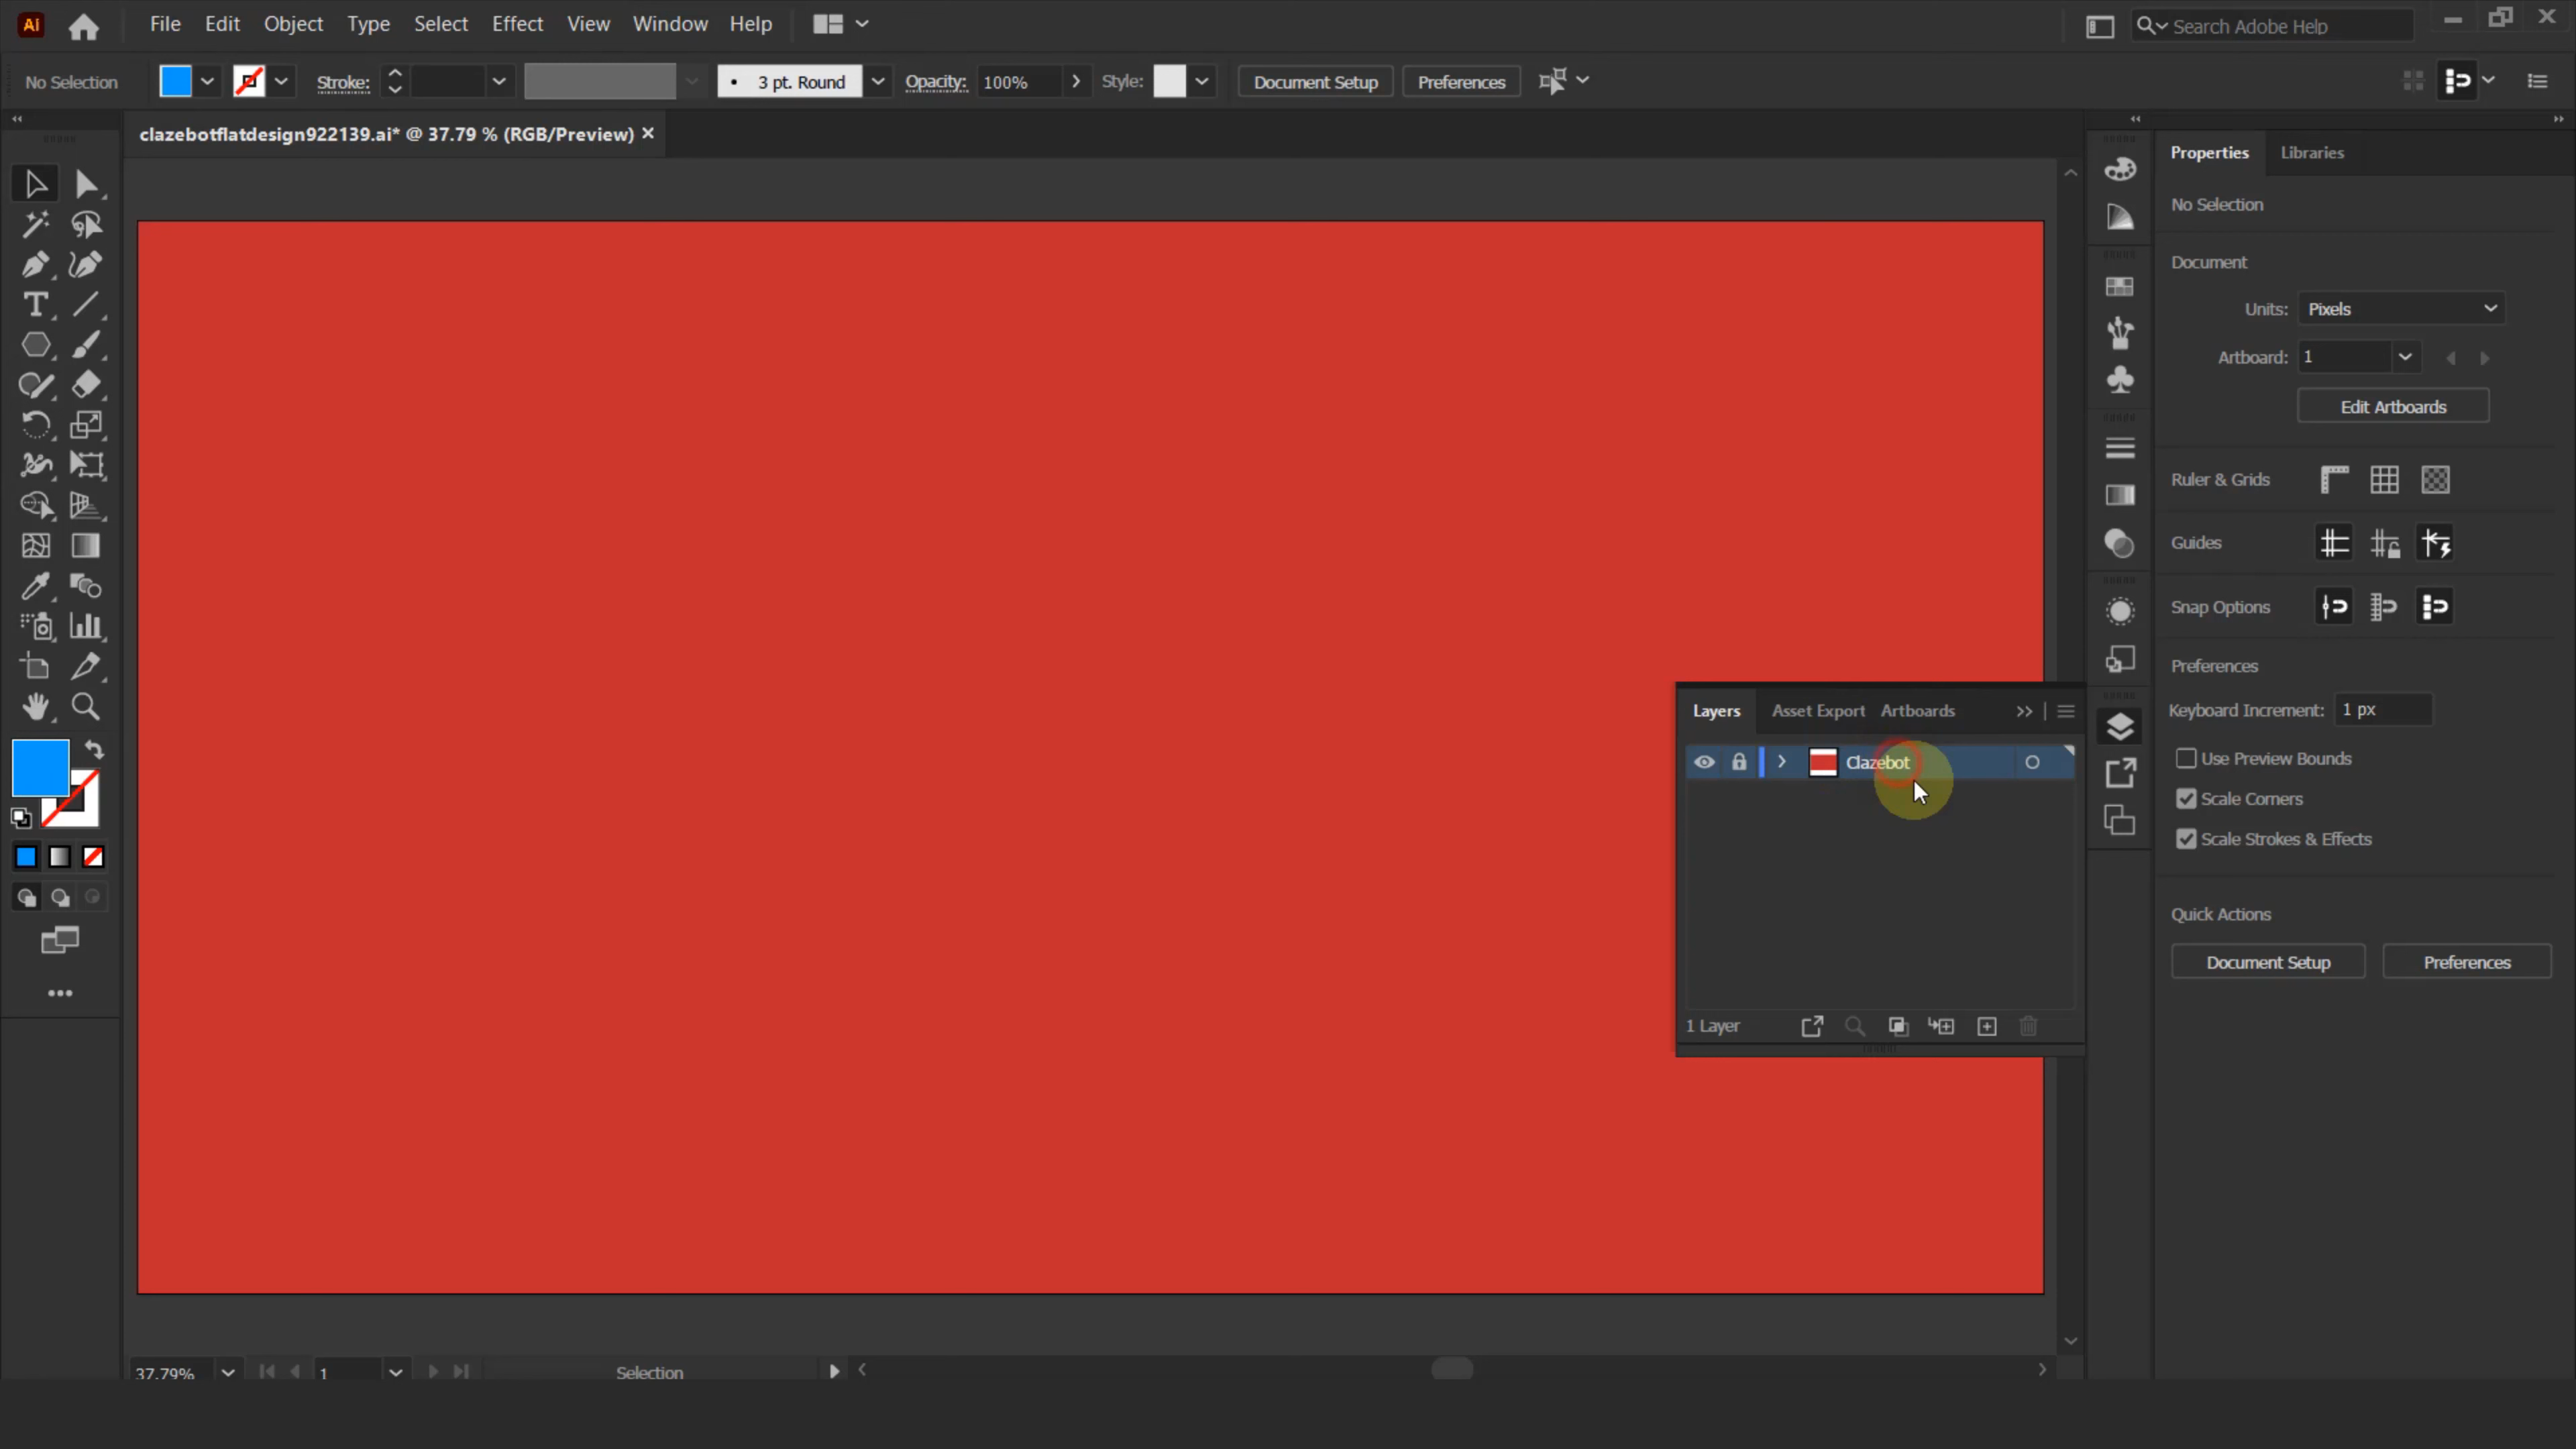 Ai File Edit Object Type Select Effect View Window Help Search Adobe Help
No Selection Stroke: 3 pt. Round Opacity: 100% Style: Document Setup Preferences
clazebotflatdesign922139.ai* @ 37.79 % (RGB/Preview) ×
Properties Libraries
No Selection
Document
Units: Pixels
Artboard: 1
Edit Artboards
Ruler & Grids
Guides
Snap Options
Preferences
Keyboard Increment: 1 px
Use Preview Bounds
Scale Corners
Scale Strokes & Effects
Quick Actions
Document Setup Preferences
Layers Asset Export Artboards
Clazebot
1 Layer
37.79% 1 Selection